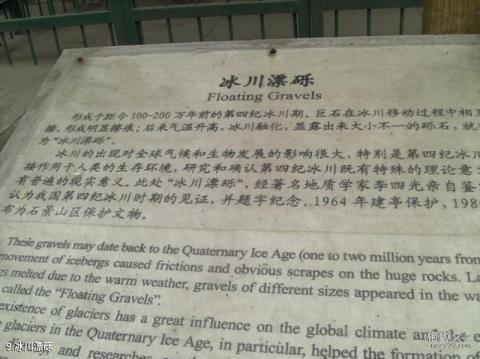 冰川漂砾
Floating Gravels
形成于距今100-200万年前的第四纪冰川期。巨石在冰川移动过程中相互
擦，形成明显擦痕；后来气温升高，冰川融化，显露出来大小不一的砾石，就
为“冰川漂砾”。
冰川的出现对全球气候和生物发展的影响很大，特别是第四纪冰川
接作用于人类的生存环境，研究和确认第四纪冰川既有特殊的理论意
有普遍的现实意义。此处“冰川漂砾”，经著名地质学家李四光亲自鉴
认为我国第四纪冰川时期的见证，并题字纪念。1964年建亭保护，198
布为石景山区保护文物。
These gravels may date back to the Quaternary Ice Age (one to two million years from
movement of icebergs caused frictions and obvious scrapes on the huge rocks. La
gs melted due to the warm weather, gravels of different sizes appeared in the wa
called the “Floating Gravels”.
existence of glaciers has a great influence on the global climate and
glaciers in the Quaternary Ice Age, in particular, helped the formation of
and researches
9.冰川漂砾